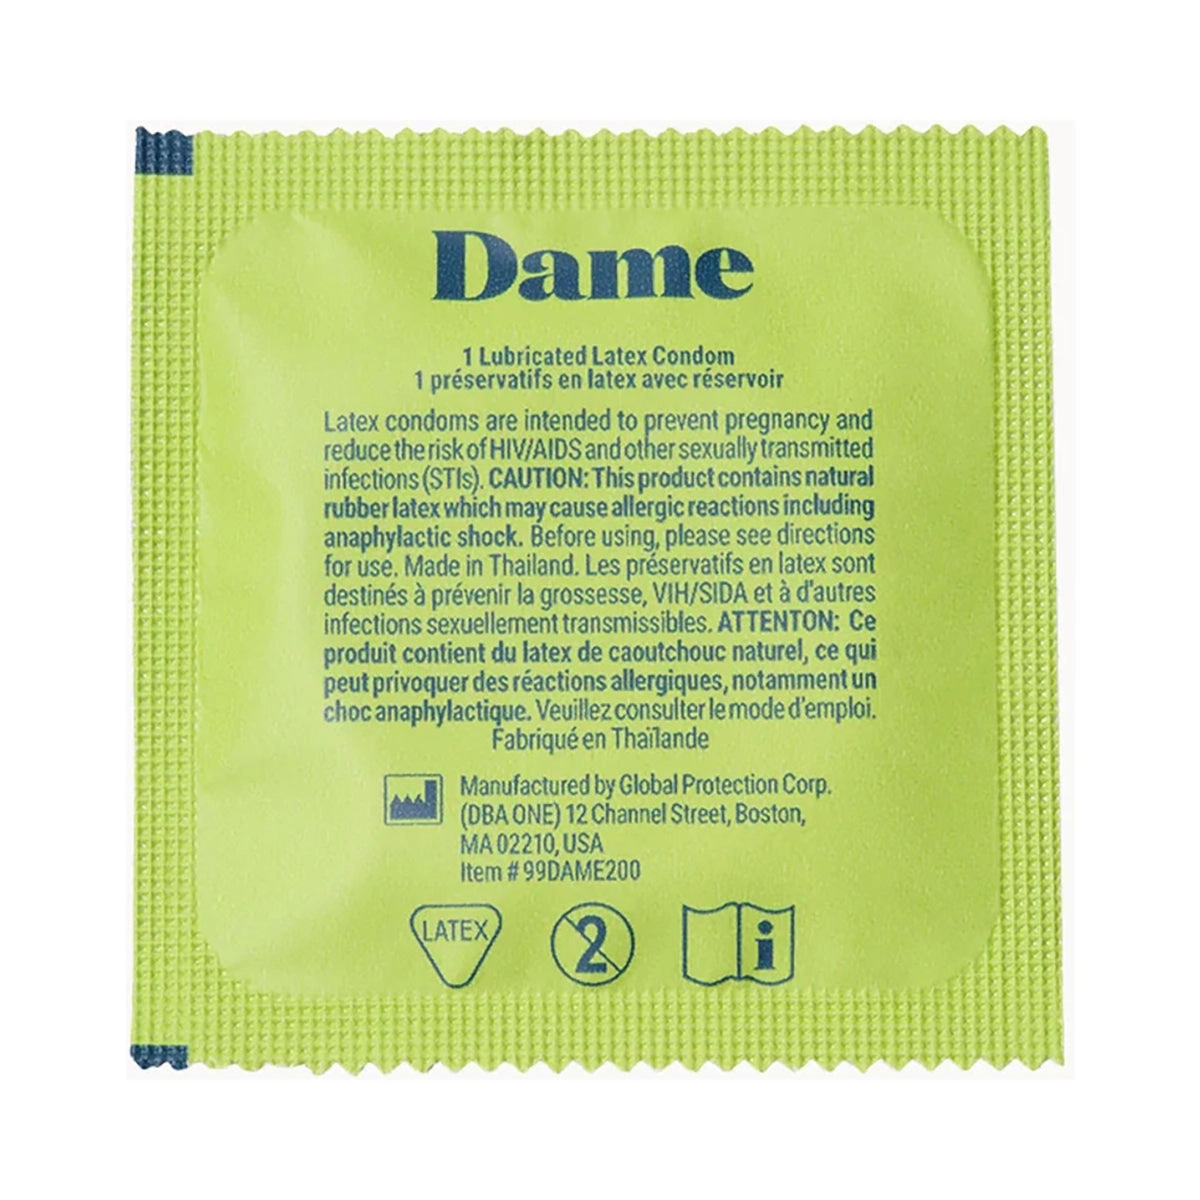 Dame
1 Lubricated Latex Condom
1 préservatifs en latex avec réservoir
Latex condoms are intended to prevent pregnancy and
reduce the risk of HIV/AIDS and other sexually transmitted
infections (STIs). CAUTION: This product contains natural
rubber latex which may cause allergic reactions including
anaphylactic shock. Before using, please see directions
for use. Made in Thailand. Les préservatifs en latex sont
destinés à prévenir la grossesse, VIH/SIDA et à d'autres
infections sexuellement transmissibles. ATTENTON: Ce
produit contient du latex de caoutchouc naturel, ce qui
peut privoquer des réactions allergiques, notamment un
choc anaphylactique. Veuillez consulter le mode d'emploi.
Fabriqué en Thaïlande
Manufactured by Global Protection Corp.
(DBA ONE) 12 Channel Street, Boston,
MA 02210, USA
Item # 99DAME200
LATEX 2 i